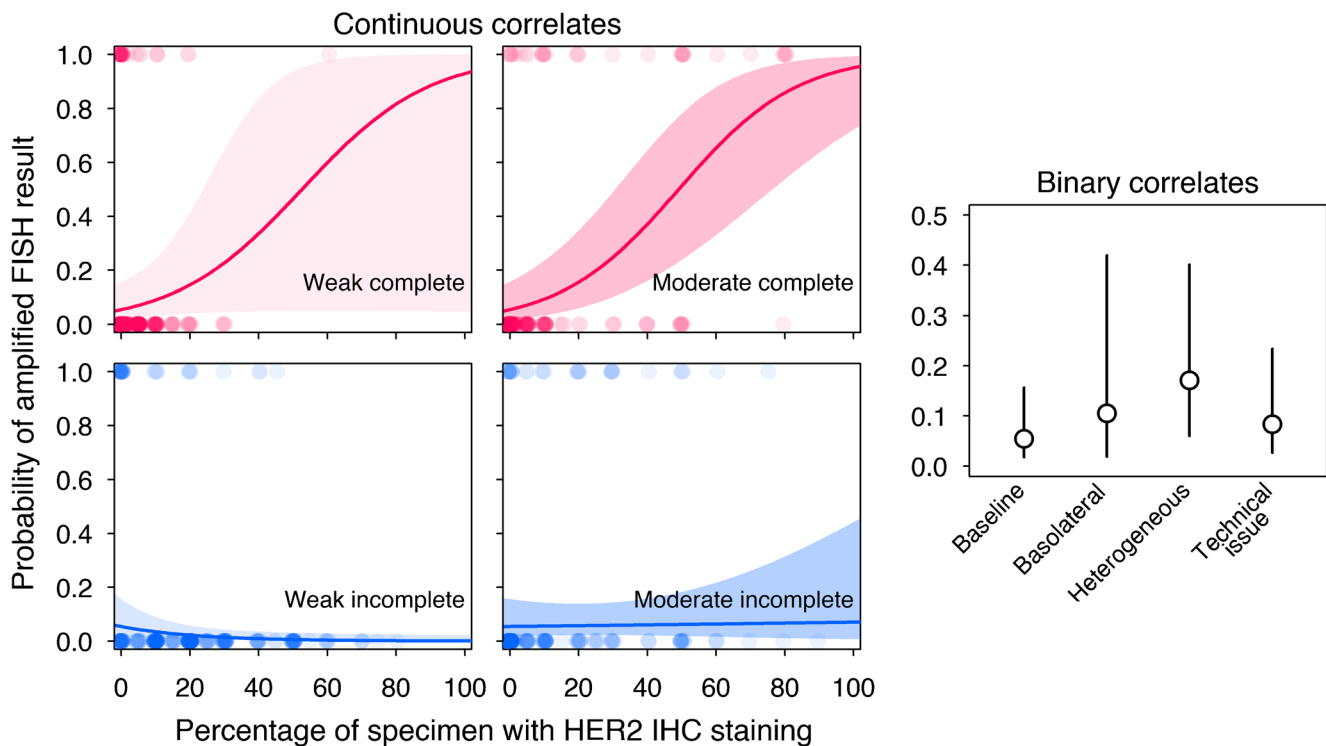 Continuous correlates
Probability of amplified FISH result
1.0
0.8
0.6
0.4
0.2
0.0
Weak complete
Moderate complete
1.0
0.8
0.6
0.4
0.2
0.0
Weak incomplete
Moderate incomplete
0 20 40 60 80 100
0 20 40 60 80 100
Percentage of specimen with HER2 IHC staining
Binary correlates
0.5
0.4
0.3
0.2
0.1
0.0
Baseline
Basolateral
Heterogeneous
Technical
issue